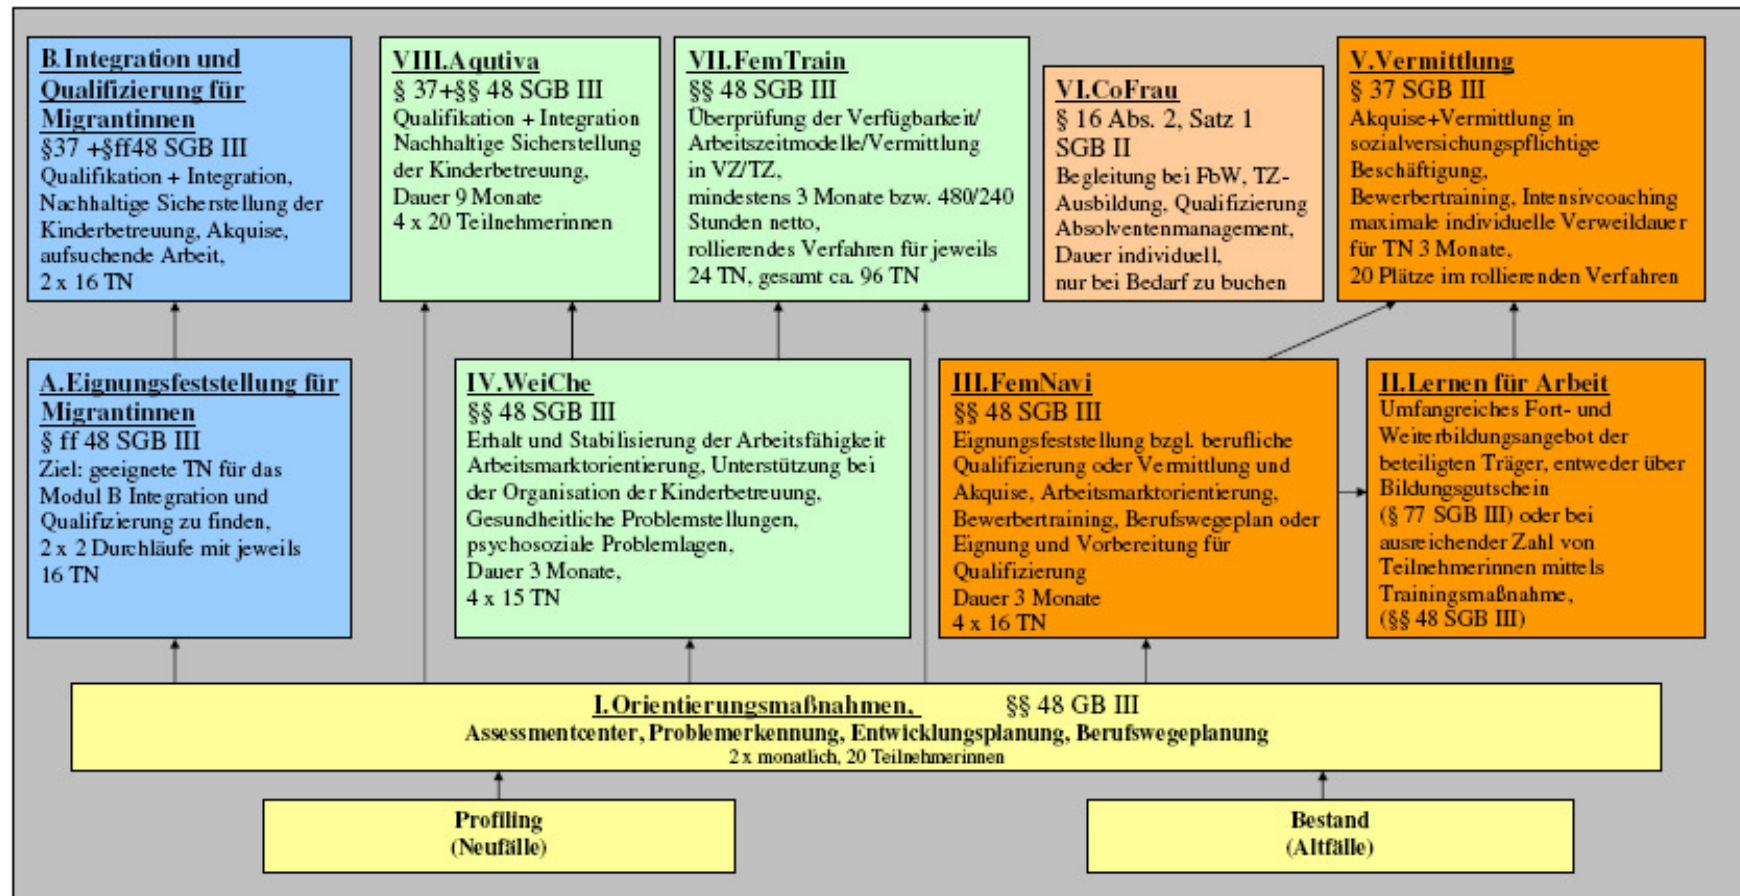 B.Integration und
Qualifizierung für
Migrantinnen
§37 +§ff48 SGB III
Qualifikation + Integration,
Nachhaltige Sicherstellung der
Kinderbetreuung, Akquise,
aufsuchende Arbeit,
2 x 16 TN
VIII.Aqutiva
§ 37+§§ 48 SGB III
Qualifikation + Integration
Nachhaltige Sicherstellung
der Kinderbetreuung,
Dauer 9 Monate
4 x 20 Teilnehmerinnen
VII.FemTrain
§§ 48 SGB III
Überprüfung der Verfügbarkeit/
Arbeitszeitmodelle/Vermittlung
in VZ/TZ,
mindestens 3 Monate bzw. 480/240
Stunden netto,
rollierendes Verfahren für jeweils
24 TN, gesamt ca. 96 TN
VI.CoFrau
§ 16 Abs. 2, Satz 1
SGB II
Begleitung bei FbW, TZ-
Ausbildung, Qualifizierung
Absolventenmanagement,
Dauer individuell,
nur bei Bedarf zu buchen
V.Vermittlung
§ 37 SGB III
Akquise+Vermittlung in
sozialversichungspflichtige
Beschäftigung,
Bewerbertraining, Intensivcoaching
maximale individuelle Verweildauer
für TN 3 Monate,
20 Plätze im rollierenden Verfahren
A.Eignungsfeststellung für
Migrantinnen
§ ff 48 SGB III
Ziel: geeignete TN für das
Modul B Integration und
Qualifizierung zu finden,
2 x 2 Durchläufe mit jeweils
16 TN
IV.WeiChe
§§ 48 SGB III
Erhalt und Stabilisierung der Arbeitsfähigkeit
Arbeitsmarktorientierung, Unterstützung bei
der Organisation der Kinderbetreuung,
Gesundheitliche Problemstellungen,
psychosoziale Problemlagen,
Dauer 3 Monate,
4 x 15 TN
III.FemNavi
§§ 48 SGB III
Eignungsfeststellung bzgl. berufliche
Qualifizierung oder Vermittlung und
Akquise, Arbeitsmarktorientierung,
Bewerbertraining, Berufswegeplan oder
Eignung und Vorbereitung für
Qualifizierung
Dauer 3 Monate
4 x 16 TN
II.Lernen für Arbeit
Umfangreiches Fort- und
Weiterbildungsangebot der
beteiligten Träger, entweder über
Bildungsgutschein
(§ 77 SGB III) oder bei
ausreichender Zahl von
Teilnehmerinnen mittels
Trainingsmaßnahme,
(§§ 48 SGB III)
I.Orientierungsmaßnahmen, §§ 48 GB III
Assessmentcenter, Problemerkennung, Entwicklungsplanung, Berufswegeplanung
2 x monatlich, 20 Teilnehmerinnen
Profiling
(Neufälle)
Bestand
(Altfälle)